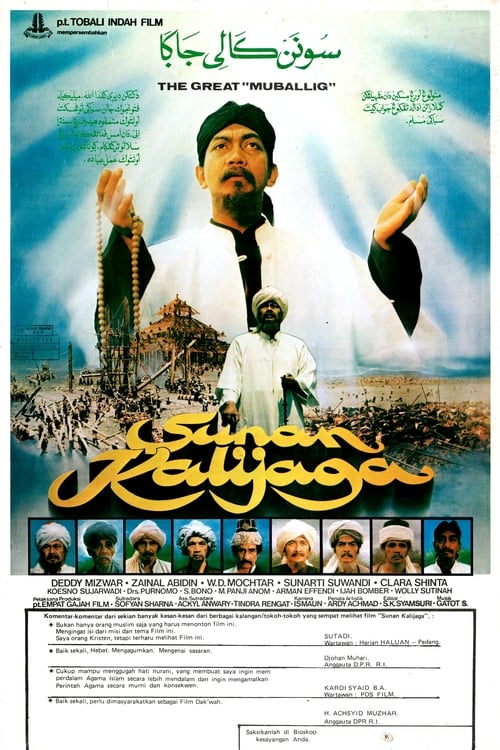 p.t. TOBALI INDAH FILM
mempersembahkan
سونن كالي جاكا
THE GREAT "MUBALLIG"
Sunan
Kalijaga
DEDDY MIZWAR • ZAINAL ABIDIN • W.D. MOCHTAR • SUNARTI SUWANDI • CLARA SHINTA
KOESNO SUJARWADI • Drs. PURNOMO • S. BONO • M. PANJI ANOM • ARMAN EFFENDI • IJAH BOMBER • WOLLY SUTINAH
Pelaksana Produksi
pt. EMPAT GAJAH FILM •
Sutradara
SOFYAN SHARNA •
Ass. Sutradara
ACKYL ANWARY - TINDRA RENGAT •
Kamera
ISMAUN •
Penata Artistik
ARDY ACHMAD •
Editor
S.K. SYAMSURI •
Musik
GATOT S.
Komentar-komentar dari sekian banyak kesan-kesan dari berbagai kalangan/tokoh-tokoh yang sempat melihat film "Sunan Kalijaga". :
* Bukan hanya orang muslim saja yang harus menonton film ini.
Mengingat isi dari misi dan tema Film ini.
Saya orang Kristen, tetapi terharu melihat Film ini.
SUTADI.
Wartawan : Harian HALUAN — Padang.
* Baik sekali, Hebat. Mengagumkan. Mengenai sasaran.
Djohan Muhari.
Anggauta D.P.R. R.I.
* Cukup mampu menggugah hati nurani, yang membuat saya ingin mem
perdalam Agama Islam secara lebih mendalam dan ingin mengamalkan
Perintah Agama secara murni dan konsekwen.
KARDI SYAID B.A.
Wartawan : POS FILM.
* Baik sekali, perlu dimasyarakatkan sebagai Film Dak'wah.
H. ACHSYID MUZHAR.
Anggauta DPR R I.
Saksikanlah di Bioskop
kesayangan Anda.